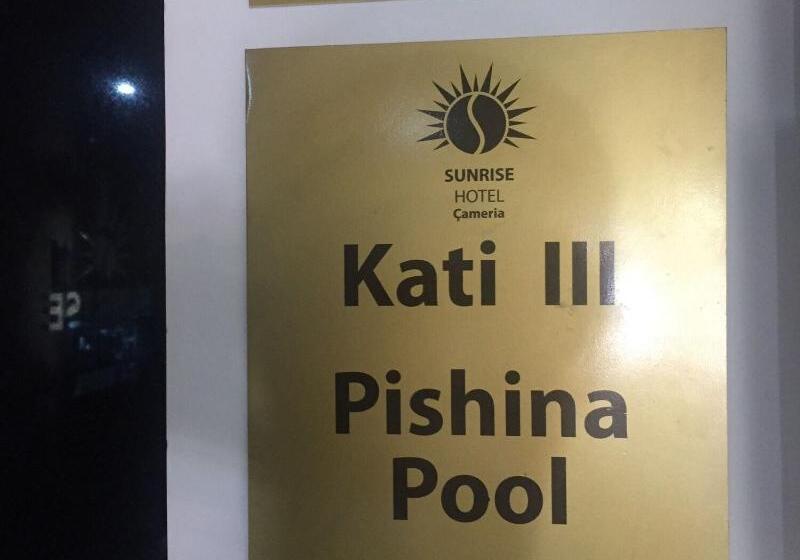 SUNRISE
HOTEL
Çameria
Kati III
Pishina
Pool